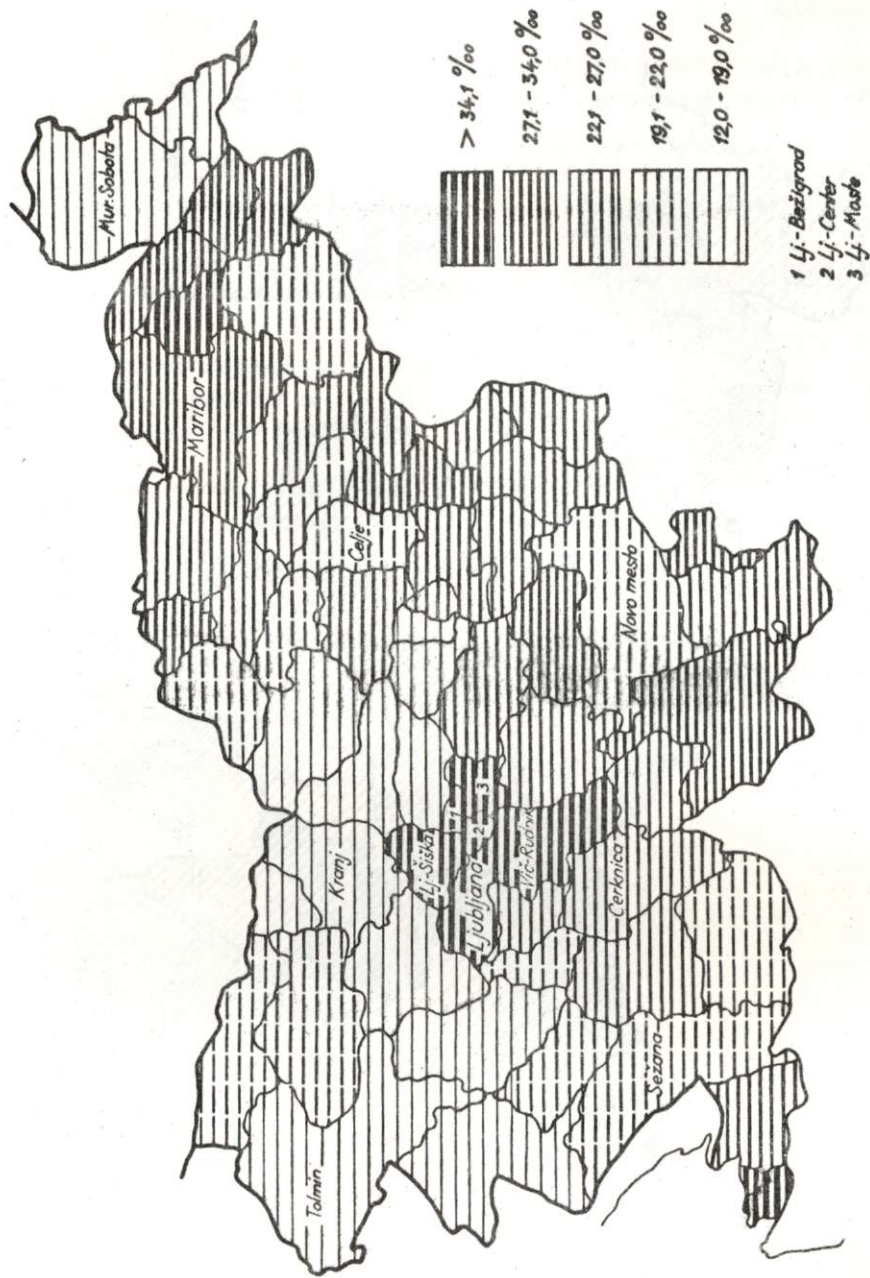 Mur. Sobota
Maribor
Celje
Kranj
Tolmin
Lj.-Šiška
1
2
3
Ljubljana
Vič-Rudnik
Novo mesto
Cerknica
Sežana
> 34,1 ‰
27,1 - 34,0 ‰
22,1 - 27,0 ‰
19,1 - 22,0 ‰
12,0 - 19,0 ‰
1 Lj.-Bežigrad
2 Lj.-Center
3 Lj.-Moste